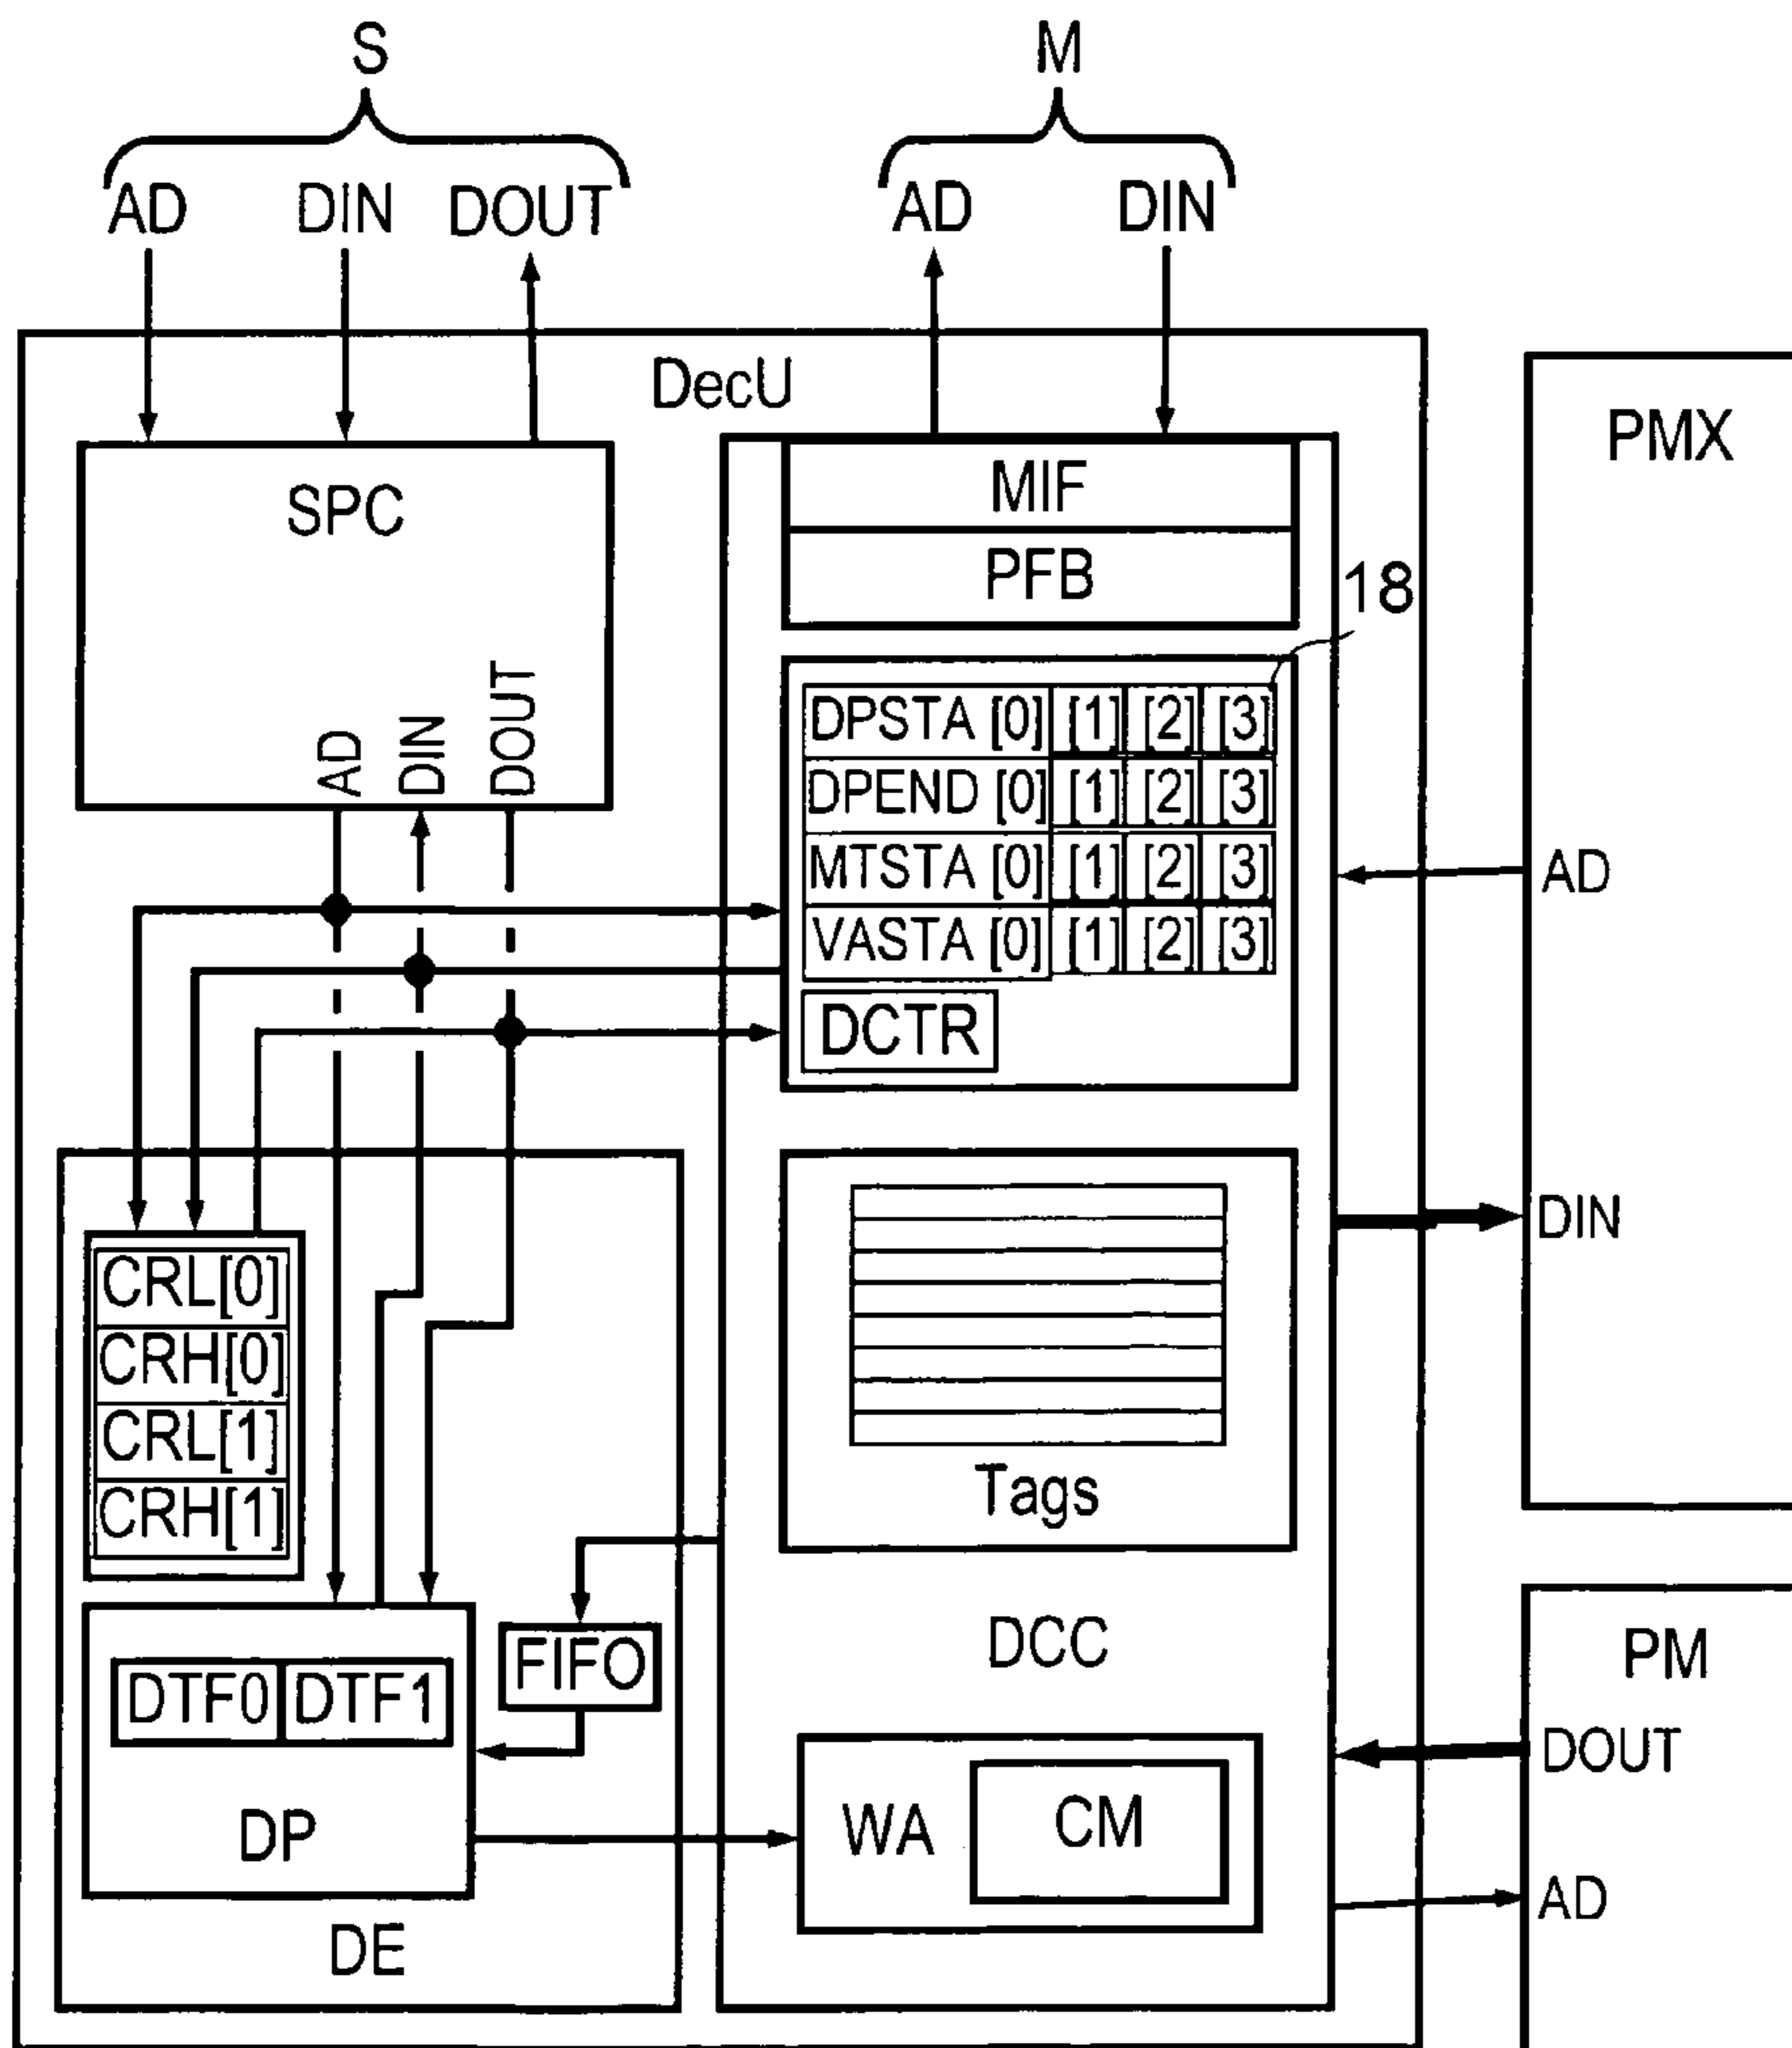 S M
AD DIN DOUT AD DIN
DecU
PMX
SPC
MIF
PFB
18
AD DIN DOUT
DPSTA [0] [1] [2] [3]
DPEND [0] [1] [2] [3]
MTSTA [0] [1] [2] [3]
VASTA [0] [1] [2] [3]
DCTR
AD
DIN
CRL[0]
CRH[0]
CRL[1]
CRH[1]
Tags
DCC
PM
FIFO
DTF0 DTF1
DP
DE
WA CM
DOUT
AD